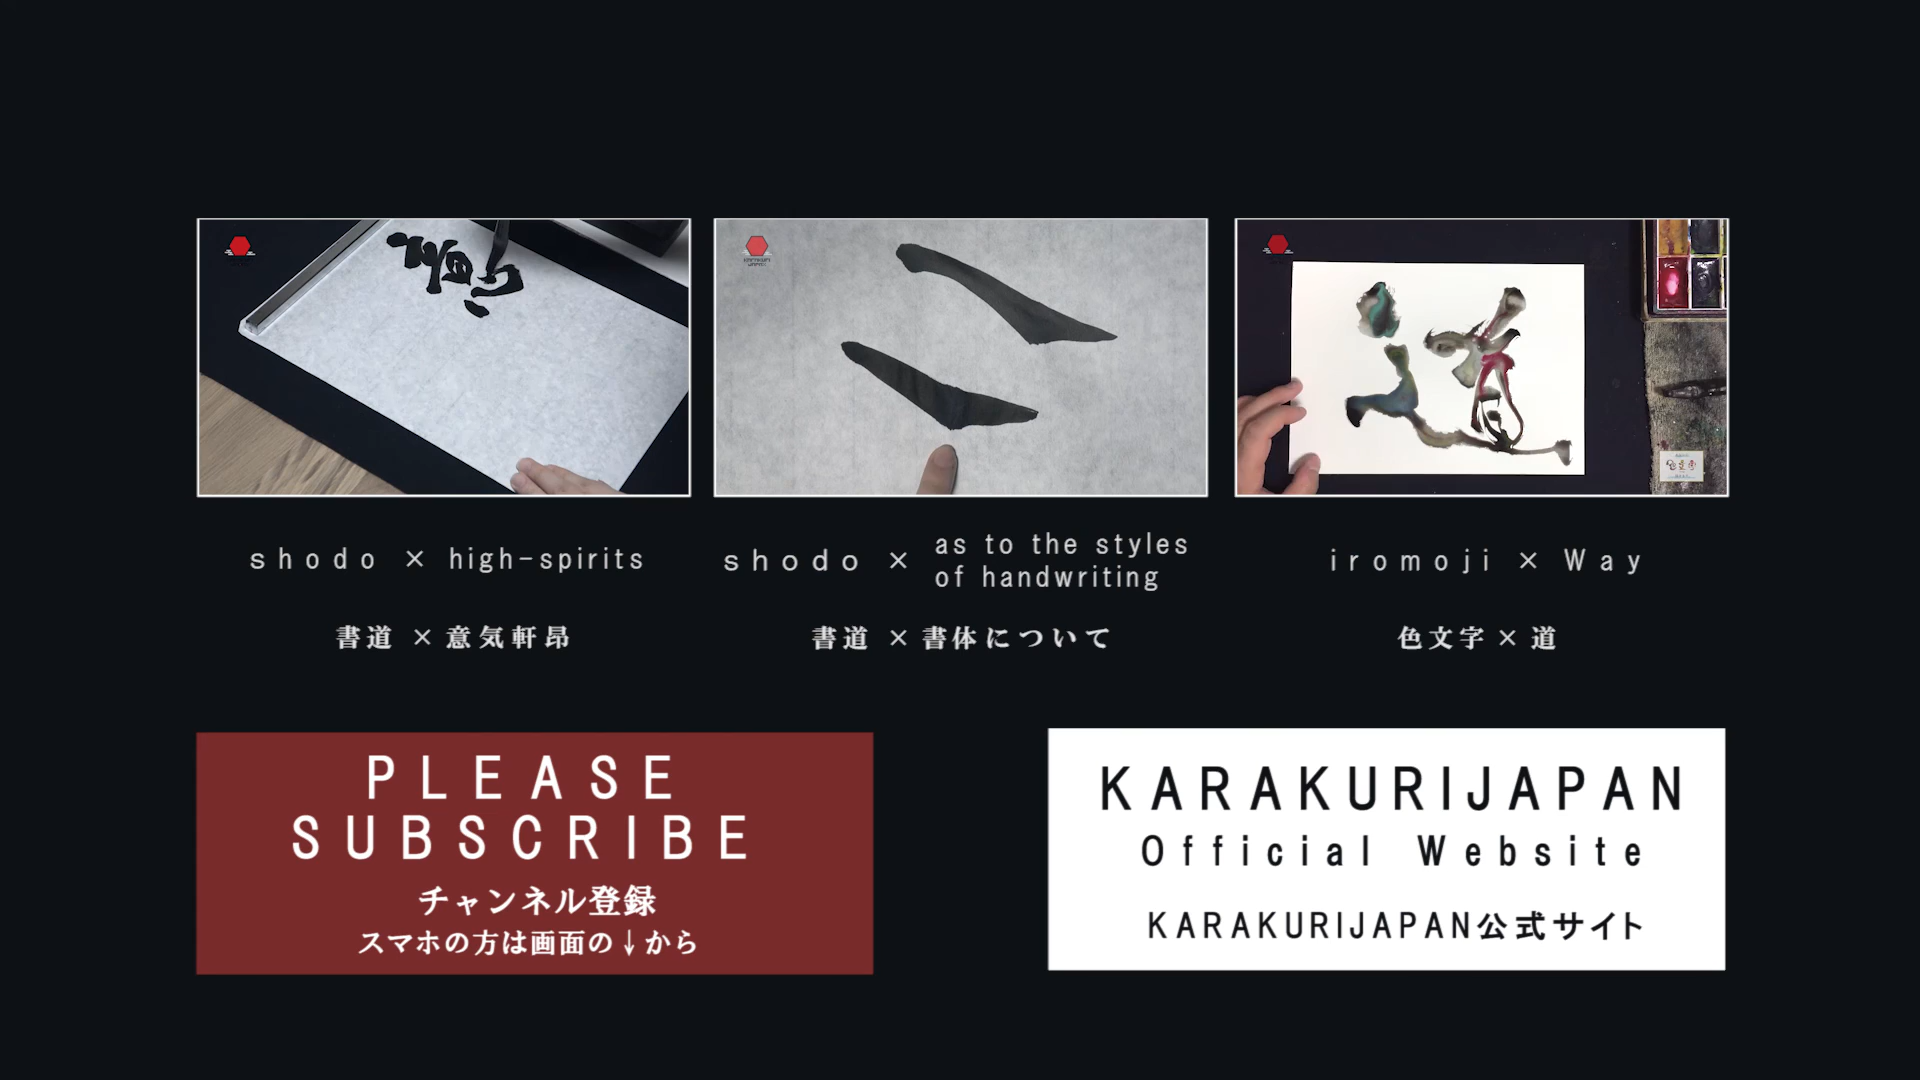 shodo × high-spirits
書道 × 意気軒昂
shodo × as to the styles
of handwriting
書道 × 書体について
iromoji × Way
色文字 × 道
PLEASE
SUBSCRIBE
チャンネル登録
スマホの方は画面の↓から
KARAKURIJAPAN
Official Website
KARAKURIJAPAN公式サイト